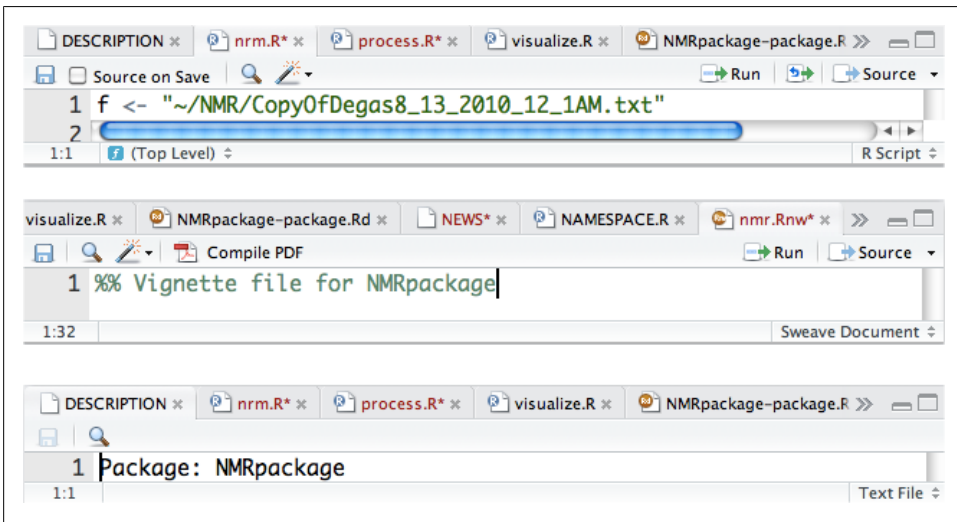 DESCRIPTION × nrm.R* × process.R* × visualize.R × NMRpackage-package.R
Source on Save Run Source
1 f <- "~/NMR/CopyOfDegas8_13_2010_12_1AM.txt"
2
1:1 (Top Level) R Script
visualize.R × NMRpackage-package.Rd × NEWS* × NAMESPACE.R × nmr.Rnw* ×
Compile PDF Run Source
1 %% Vignette file for NMRpackage
1:32 Sweave Document
DESCRIPTION × nrm.R* × process.R* × visualize.R × NMRpackage-package.R
1 Package: NMRpackage
1:1 Text File